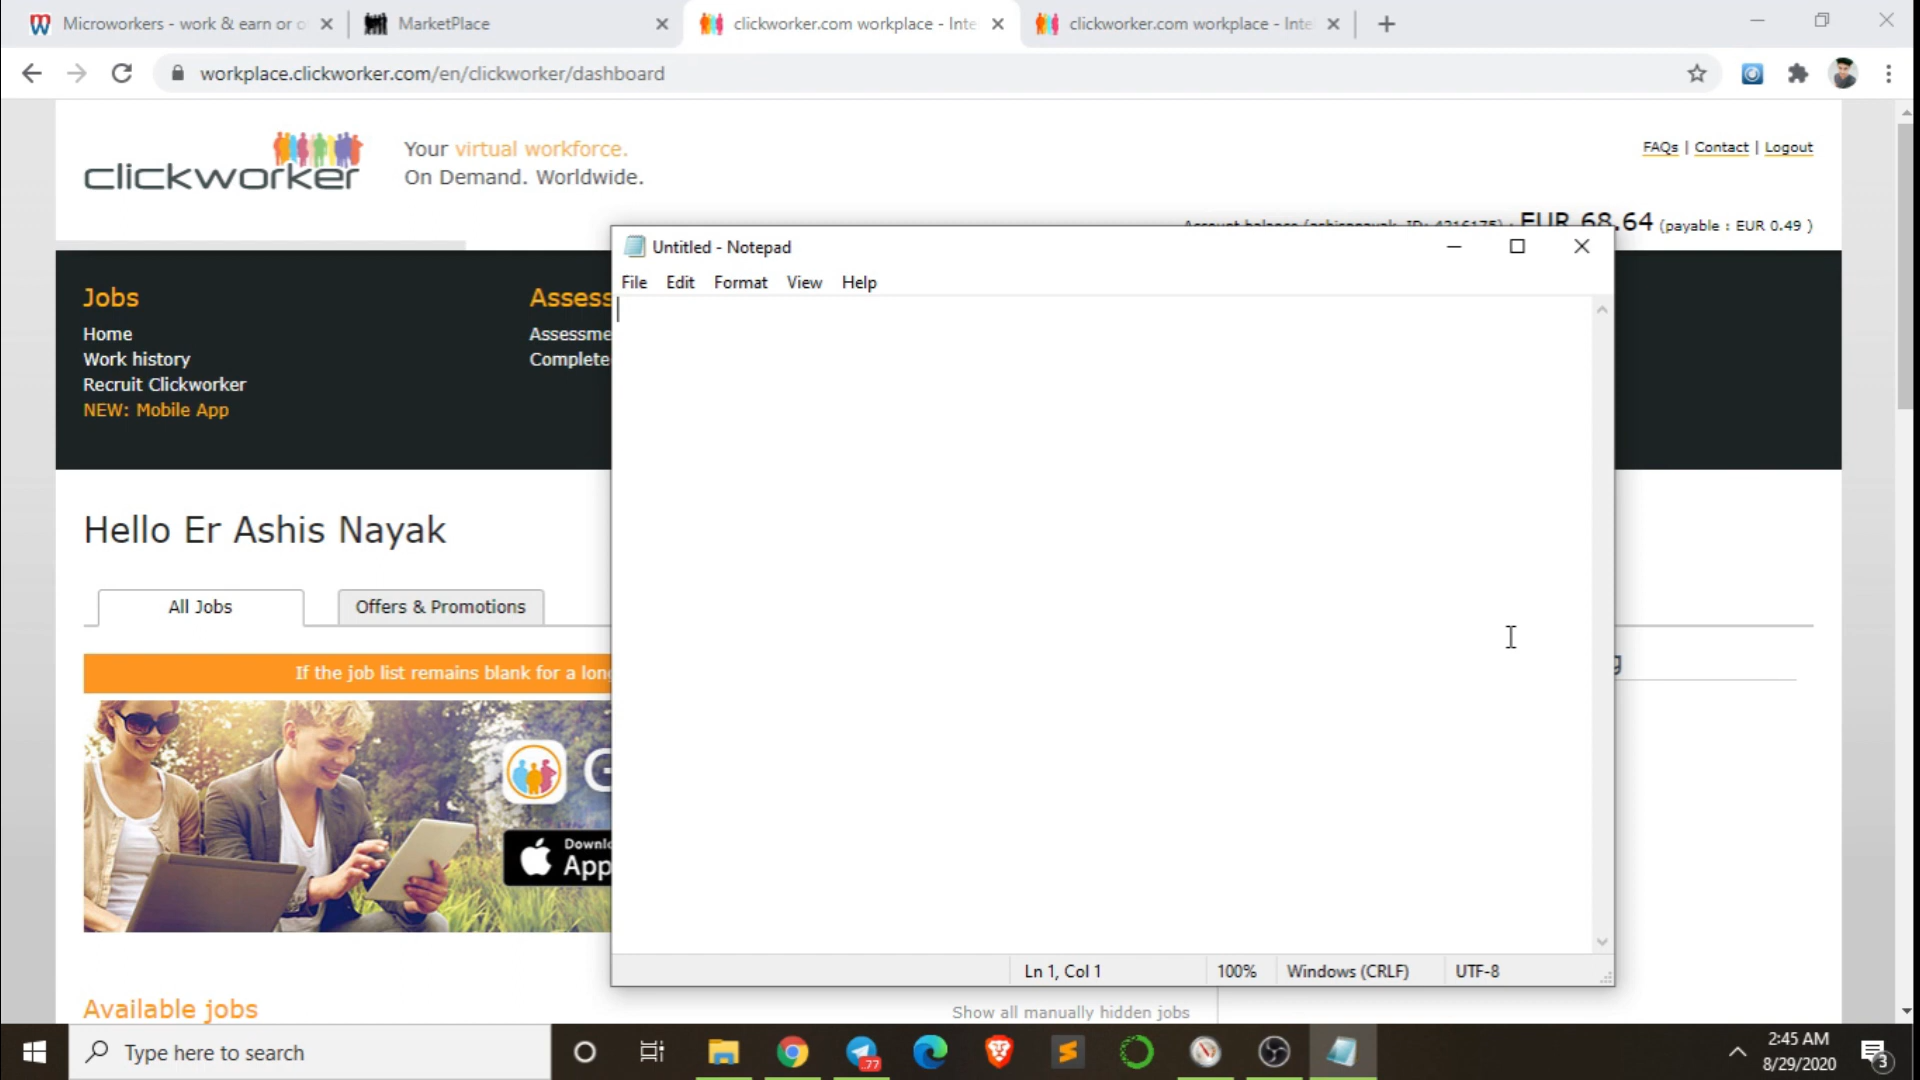 Microworkers - work & earn or o
MarketPlace
clickworker.com workplace - Inte
clickworker.com workplace - Inte
workplace.clickworker.com/en/clickworker/dashboard
clickworker
Your virtual workforce.
On Demand. Worldwide.
FAQs | Contact | Logout
EUR 68.64 (payable : EUR 0.49 )
Untitled - Notepad
File Edit Format View Help
Jobs
Home
Work history
Recruit Clickworker
NEW: Mobile App
Assess
Assessme
Complete
Hello Er Ashis Nayak
All Jobs
Offers & Promotions
If the job list remains blank for a long
G
Downlo
App
Ln 1, Col 1
100%
Windows (CRLF)
UTF-8
Available jobs
Show all manually hidden jobs
Type here to search
77
2:45 AM
8/29/2020
3